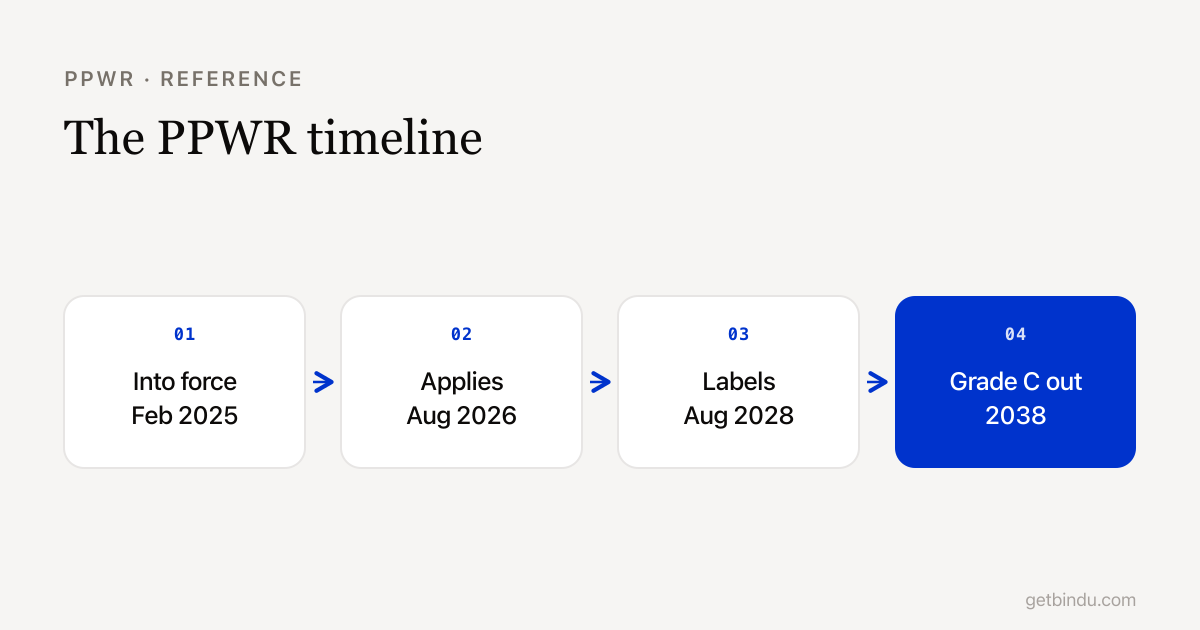 PPWR · REFERENCE
The PPWR timeline
01
Into force
Feb 2025
02
Applies
Aug 2026
03
Labels
Aug 2028
04
Grade C out
2038
getbindu.com